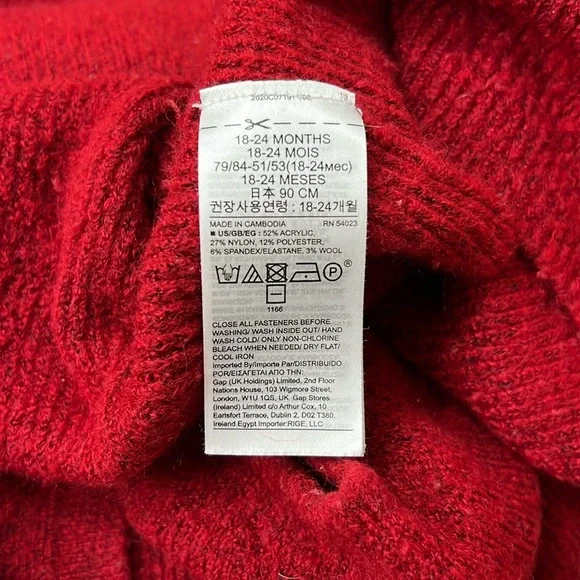 18-24 MONTHS
18-24 MOIS
79/84-51/53(18-24мес)
18-24 MESES
日本 90 CM
권장사용연령 : 18-24개월
MADE IN CAMBODIA RN 54023
■ US/GB/EG : 52% ACRYLIC,
27% NYLON, 12% POLYESTER,
6% SPANDEX/ELASTANE, 3% WOOL
P
1166
CLOSE ALL FASTENERS BEFORE
WASHING/ WASH INSIDE OUT/ HAND
WASH COLD/ ONLY NON-CHLORINE
BLEACH WHEN NEEDED/ DRY FLAT/
COOL IRON
Imported By/Importe Par/DISTRIBUIDO
POR/ΕΙΣΑΓΕΤΑΙ ΑΠΟ ΤΗΝ:
Gap (UK Holdings) Limited, 2nd Floor
Nations House, 103 Wigmore Street,
London, W1U 1QS, UK Gap Stores
(Ireland) Limited c/o Arthur Cox, 10
Earlsfort Terrace, Dublin 2, D02 T380,
Ireland Egypt Importer:RIGE, LLC